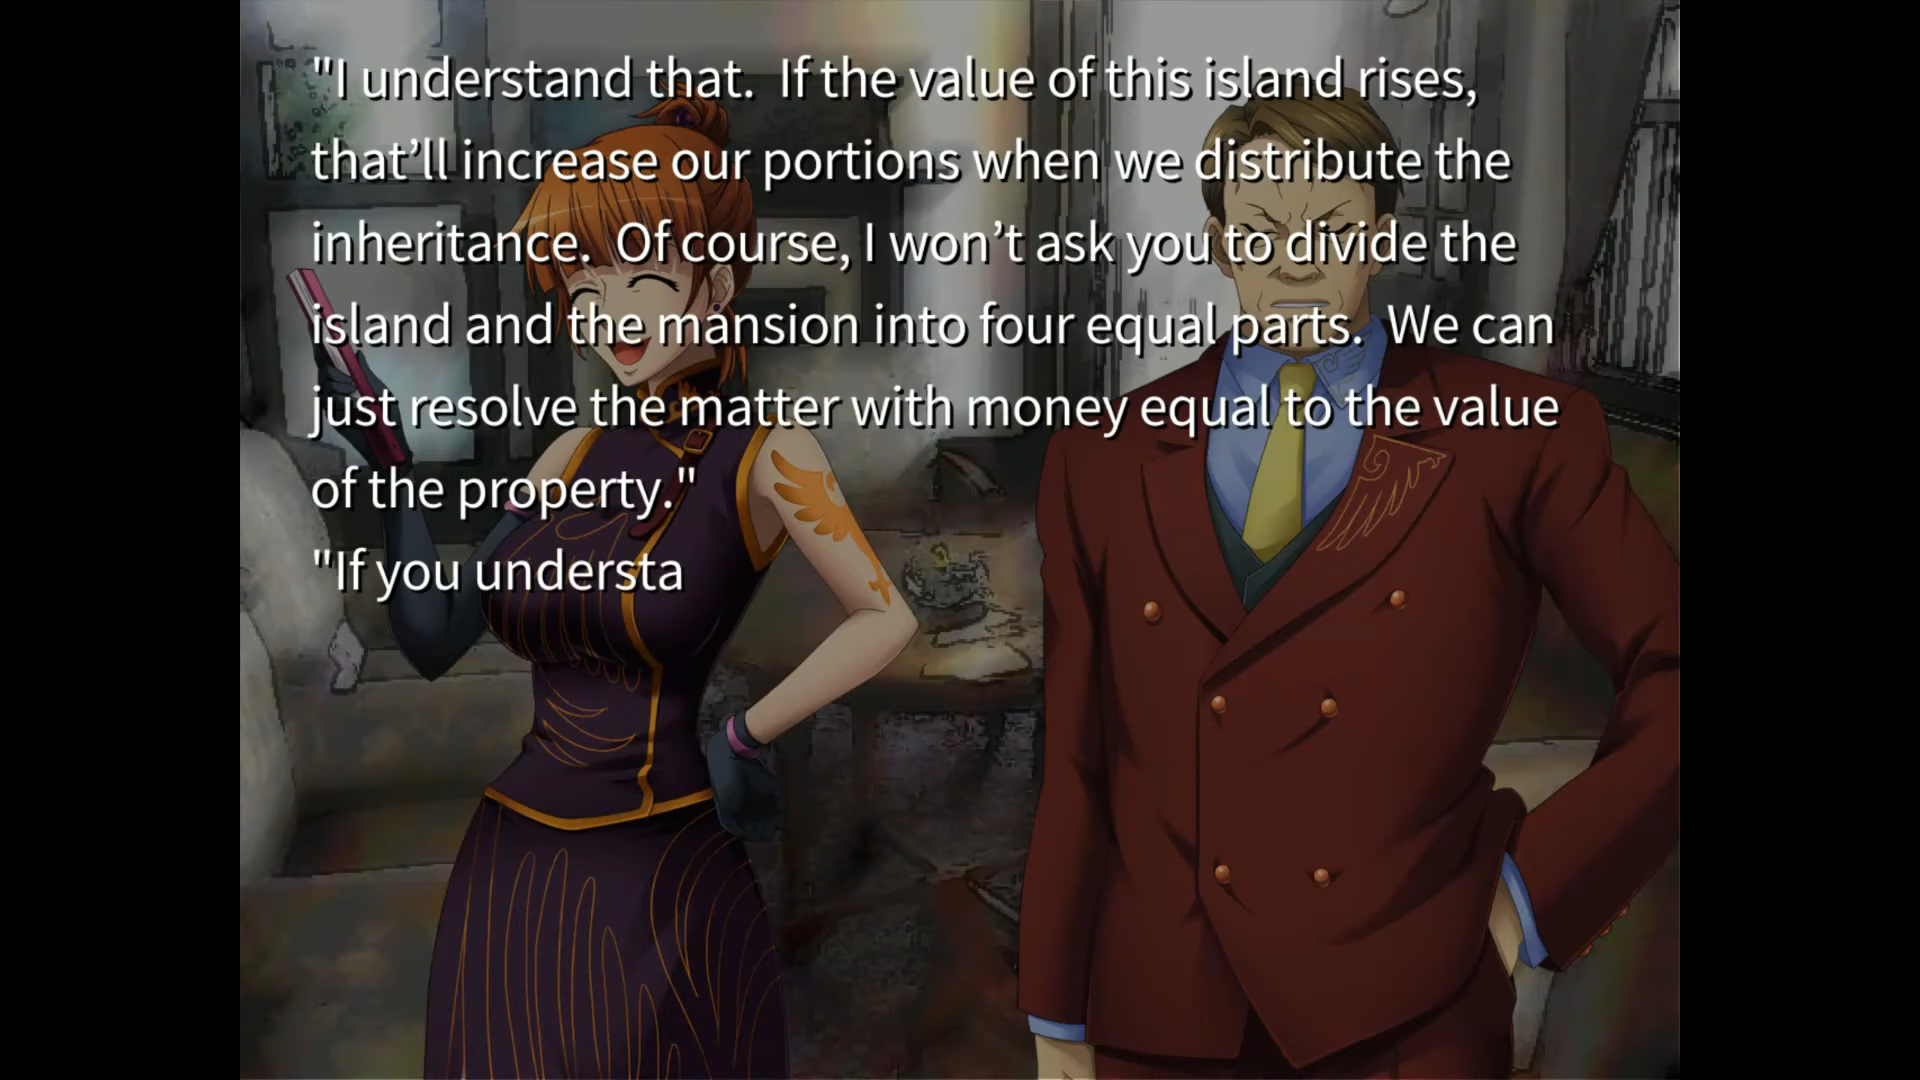 "I understand that.  If the value of this island rises,
that’ll increase our portions when we distribute the
inheritance.  Of course, I won’t ask you to divide the
island and the mansion into four equal parts.  We can
just resolve the matter with money equal to the value
of the property."
"If you understa